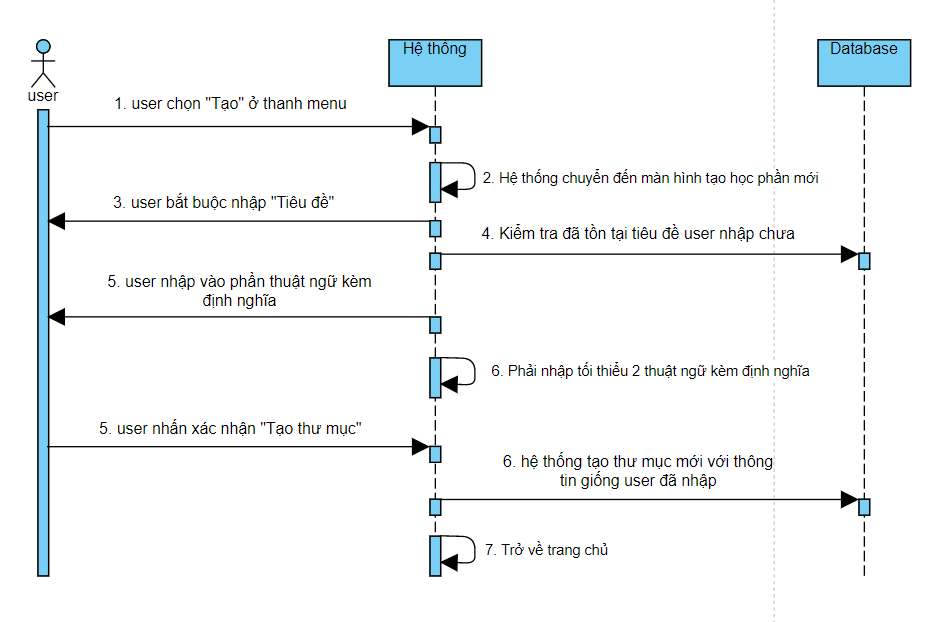 Hệ thống
Database
user
1. user chọn "Tạo" ở thanh menu
2. Hệ thống chuyển đến màn hình tạo học phần mới
3. user bắt buộc nhập "Tiêu đề"
4. Kiểm tra đã tồn tại tiêu đề user nhập chưa
5. user nhập vào phần thuật ngữ kèm
định nghĩa
6. Phải nhập tối thiểu 2 thuật ngữ kèm định nghĩa
5. user nhấn xác nhận "Tạo thư mục"
6. hệ thống tạo thư mục mới với thông
tin giống user đã nhập
7. Trở về trang chủ